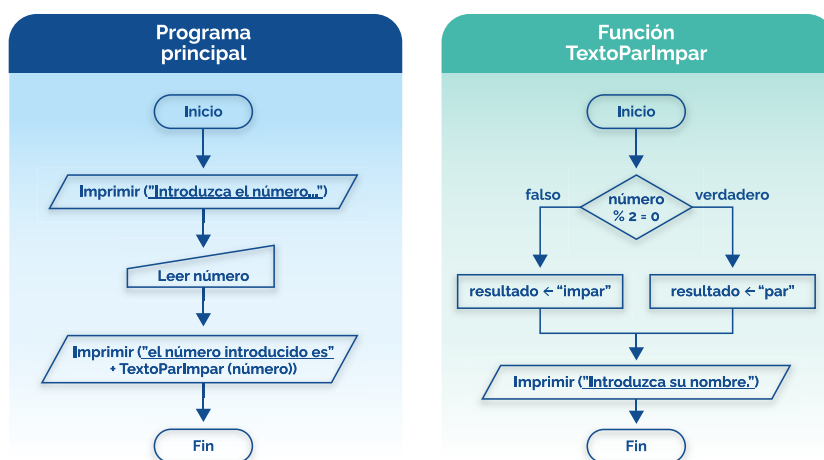 Programa
principal
Inicio
Imprimir ("Introduzca el número...")
Leer número
Imprimir ("el número introducido es"
+ TextoParImpar (número))
Fin
Función
TextoParImpar
Inicio
falso
verdadero
número
% 2 = 0
resultado ← “impar”
resultado ← “par”
Imprimir ("Introduzca su nombre.")
Fin